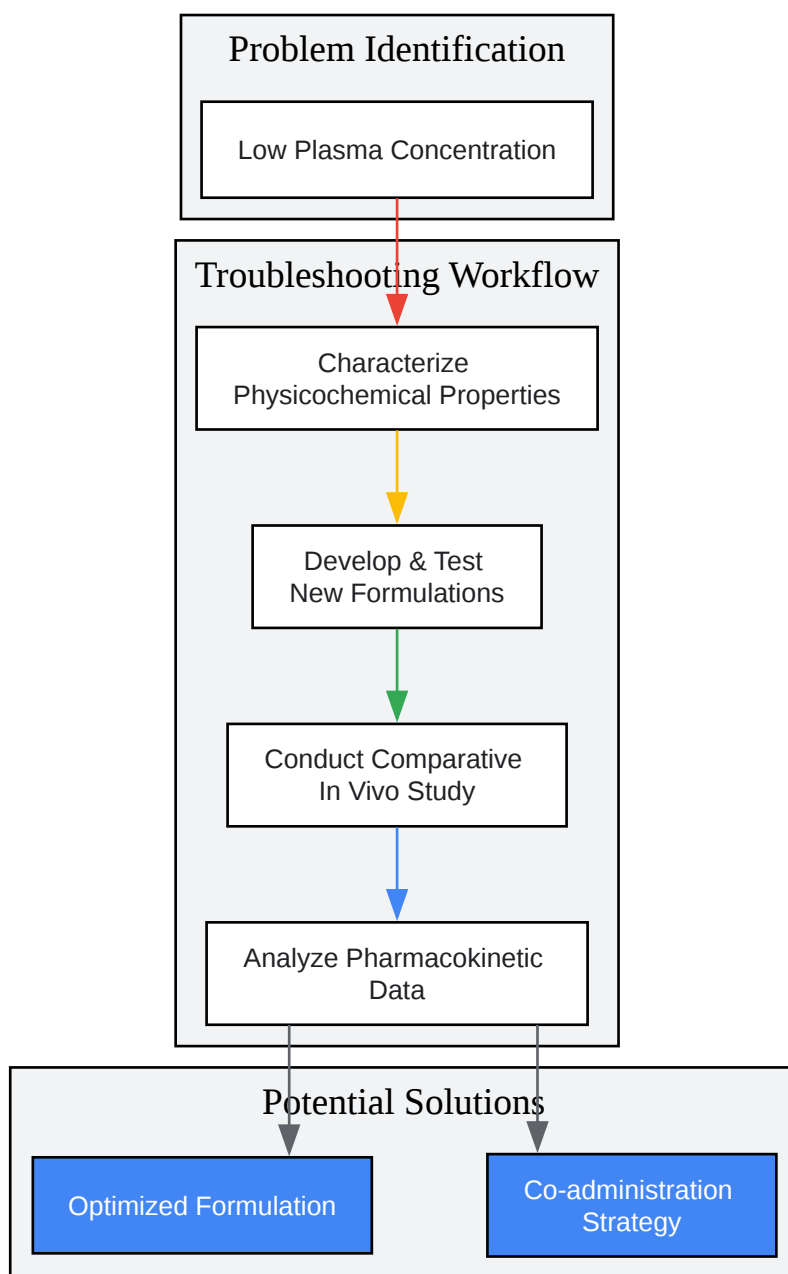 Problem Identification
Low Plasma Concentration
Troubleshooting Workflow
Characterize
Physicochemical Properties
Develop & Test
New Formulations
Conduct Comparative
In Vivo Study
Analyze Pharmacokinetic
Data
Potential Solutions
Optimized Formulation
Co-administration
Strategy